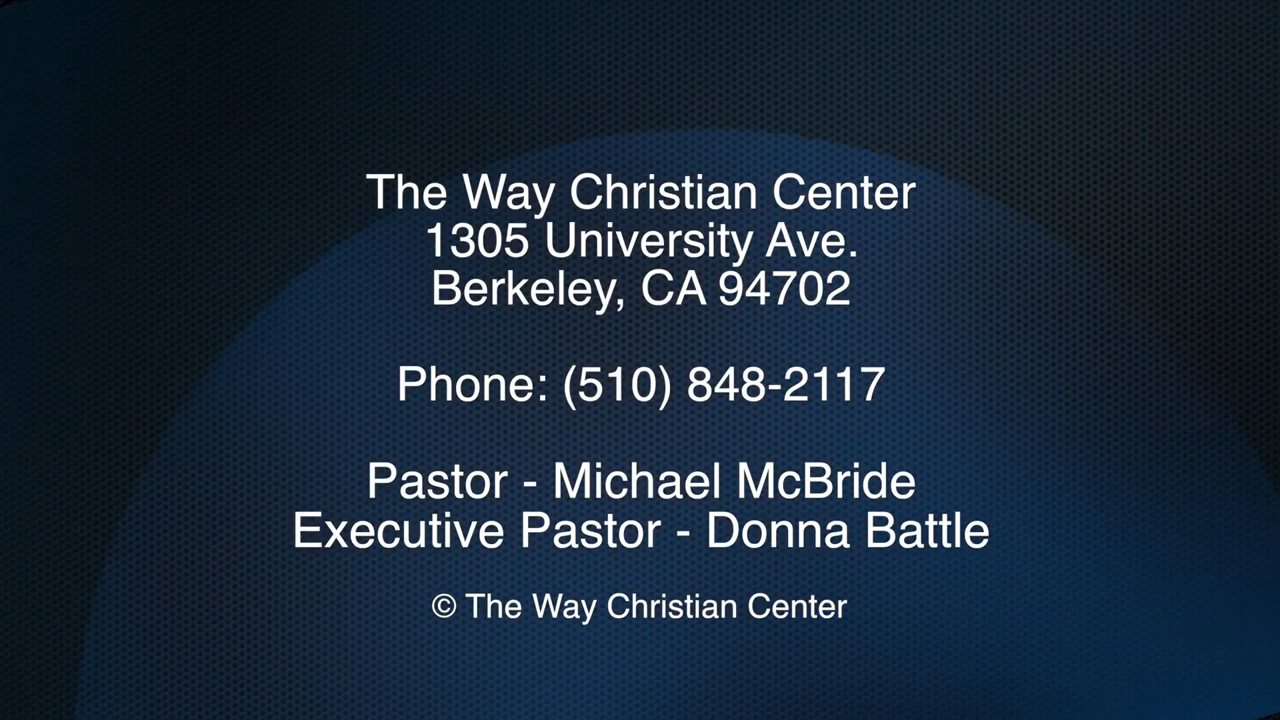 The Way Christian Center
1305 University Ave.
Berkeley, CA 94702
Phone: (510) 848-2117
Pastor - Michael McBride
Executive Pastor - Donna Battle
© The Way Christian Center